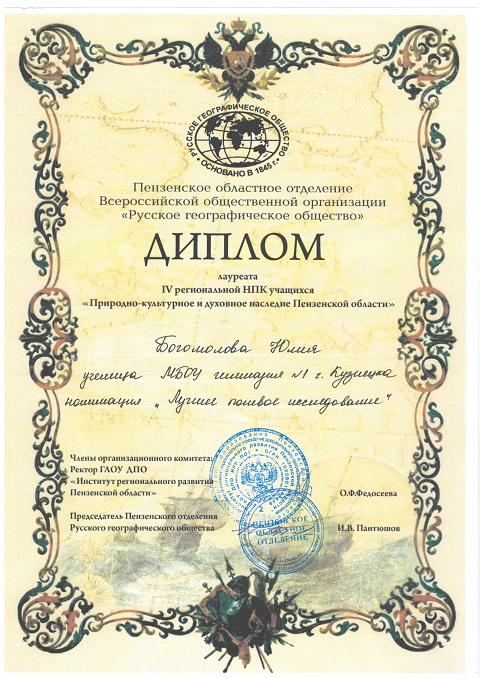 РУССКОЕ ГЕОГРАФИЧЕСКОЕ ОБЩЕСТВО
• ОСНОВАНО В 1845 г. •
Пензенское областное отделение
Всероссийской общественной организации
«Русское географическое общество»
ДИПЛОМ
лауреата
IV региональной НПК учащихся
«Природно-культурное и духовное наследие Пензенской области»
Богомолова Юлия
ученица МБОУ гимназия №1 г. Кузнецка
номинация „Лучшее полевое исследование“
Члены организационного комитета:
Ректор ГАОУ ДПО
«Институт регионального развития
Пензенской области»
О.Ф.Федосеева
Председатель Пензенского отделения
Русского географического общества
И.В. Пантюшов
ПЕНЗЕНСКОЕ
ОБЛАСТНОЕ
ОТДЕЛЕНИЕ